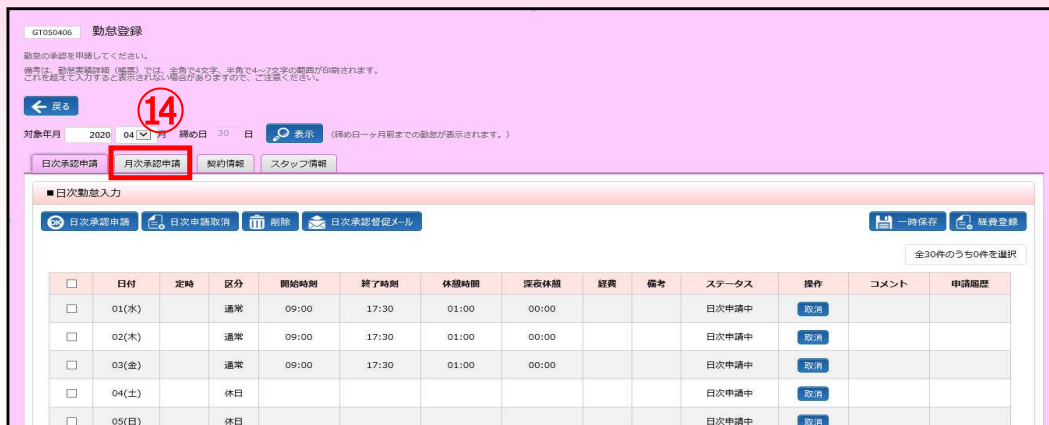 GT050406 勤怠登録
勤怠の承認を申請してください。
備考は、勤怠実績詳細（帳票）では、全角で4文字、半角で4～7文字の範囲が印刷されます。
これを超えて入力すると表示されない場合がありますので、ご注意ください。
戻る
⑭
対象年月 2020 04 月 締め日 30 日 表示 (締め日一ヶ月前までの勤怠が表示されます。)
日次承認申請 月次承認申請 契約情報 スタッフ情報
■日次勤怠入力
OK 日次承認申請 日次申請取消 削除 日次承認督促メール 一時保存 経費登録
全30件のうち0件を選択
日付 定時 区分 開始時刻 終了時刻 休憩時間 深夜休憩 経費 備考 ステータス 操作 コメント 申請履歴
01(水) 通常 09:00 17:30 01:00 00:00 日次申請中 取消
02(木) 通常 09:00 17:30 01:00 00:00 日次申請中 取消
03(金) 通常 09:00 17:30 01:00 00:00 日次申請中 取消
04(土) 休日 日次申請中 取消
05(日) 休日 日次申請中 取消